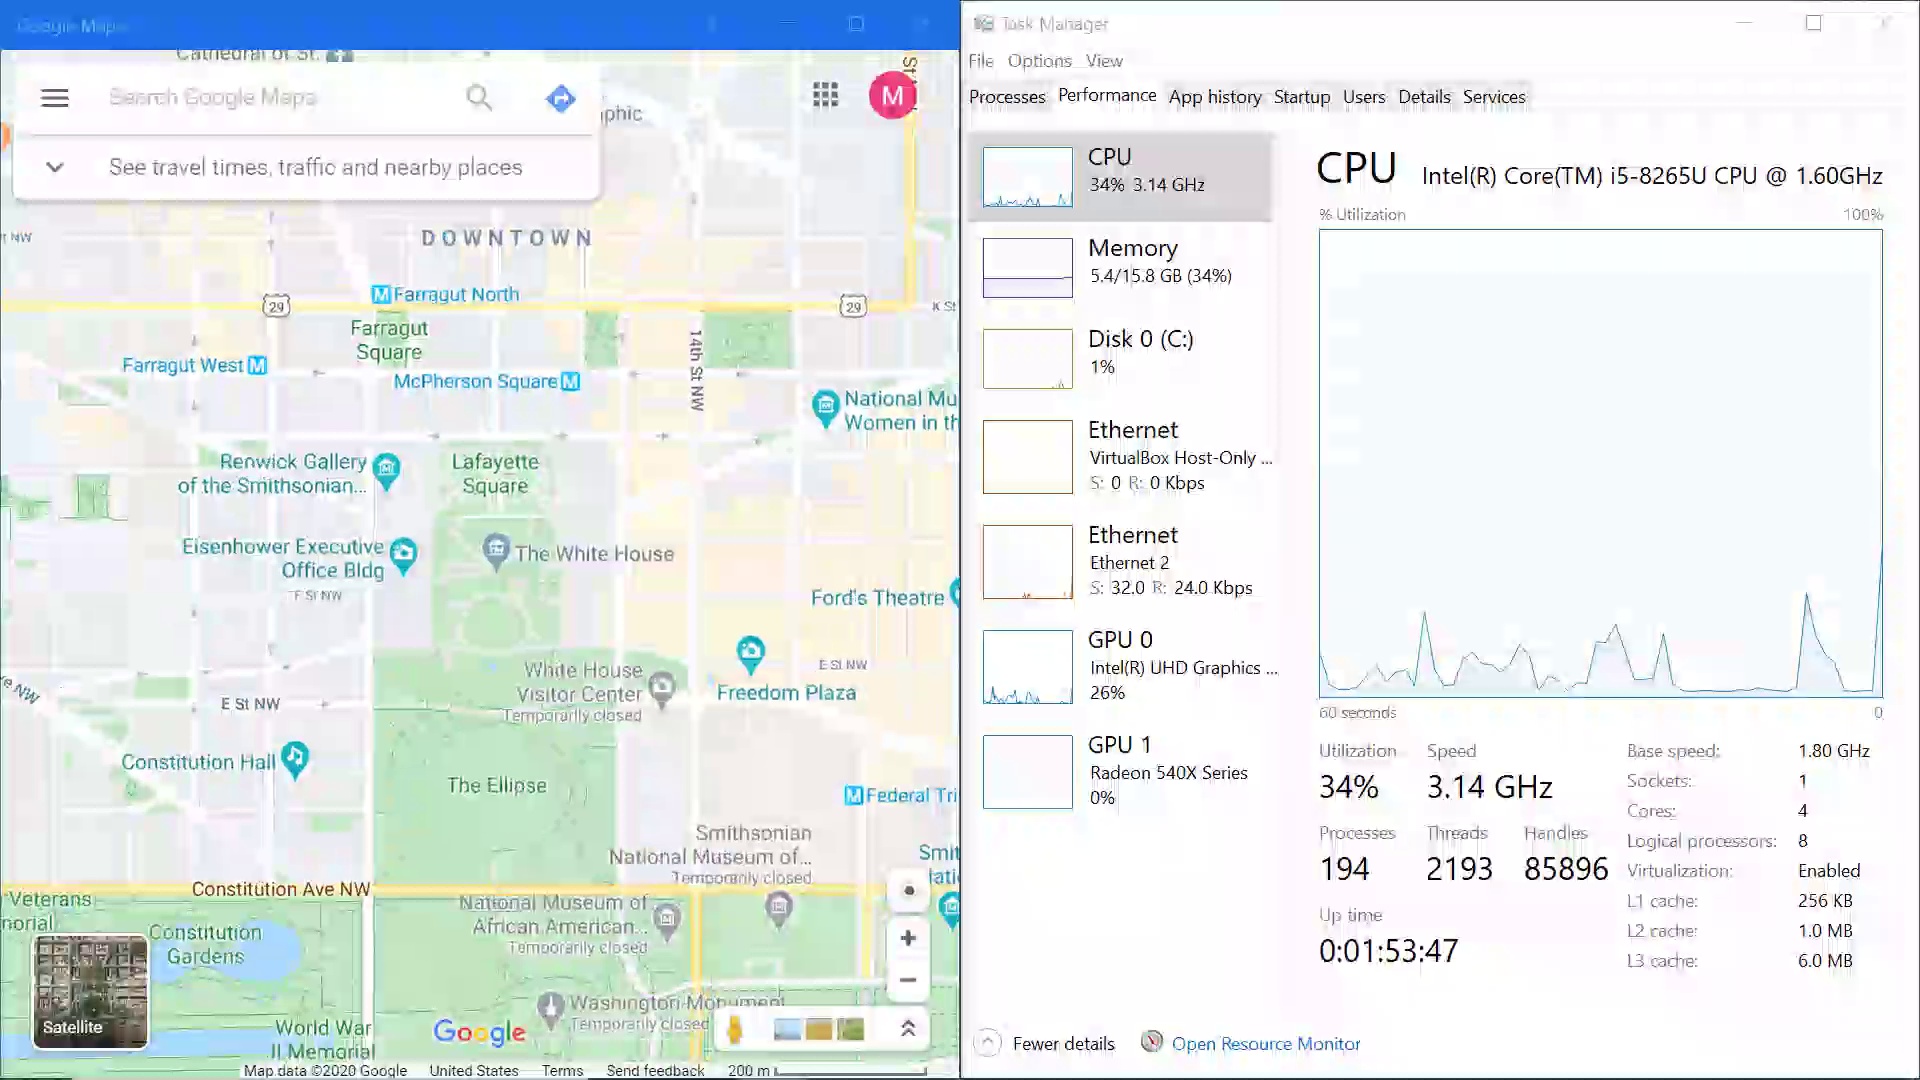 Google Maps
Cathedral of St.
Search Google Maps
phic
M
See travel times, traffic and nearby places
t NW
DOWNTOWN
Farragut North
29
29
K St
Farragut
Square
14th St NW
Farragut West
McPherson Square
National Mu
Women in th
Renwick Gallery
of the Smithsonian...
Lafayette
Square
Eisenhower Executive
Office Bldg
The White House
F St NW
Ford's Theatre
White House
Visitor Center
Temporarily closed
E St NW
Freedom Plaza
ve NW
E St NW
Constitution Hall
The Ellipse
Federal Tri
Smithsonian
National Museum of...
Temporarily closed
Smit
Constitution Ave NW
Veterans
norial
National Museum of
African American...
Temporarily closed
Constitution
Gardens
Washington Monument
Temporarily closed
Satellite
World War
II Memorial
Google
Map data ©2020 Google
United States
Terms
Send feedback
200 m
Task Manager
File Options View
Processes Performance App history Startup Users Details Services
CPU
34% 3.14 GHz
Memory
5.4/15.8 GB (34%)
Disk 0 (C:)
1%
Ethernet
VirtualBox Host-Only ...
S: 0 R: 0 Kbps
Ethernet
Ethernet 2
S: 32.0 R: 24.0 Kbps
GPU 0
Intel(R) UHD Graphics ...
26%
GPU 1
Radeon 540X Series
0%
CPU Intel(R) Core(TM) i5-8265U CPU @ 1.60GHz
% Utilization 100%
60 seconds 0
Utilization Speed
34% 3.14 GHz
Processes Threads Handles
194 2193 85896
Up time
0:01:53:47
Base speed: 1.80 GHz
Sockets: 1
Cores: 4
Logical processors: 8
Virtualization: Enabled
L1 cache: 256 KB
L2 cache: 1.0 MB
L3 cache: 6.0 MB
Fewer details
Open Resource Monitor